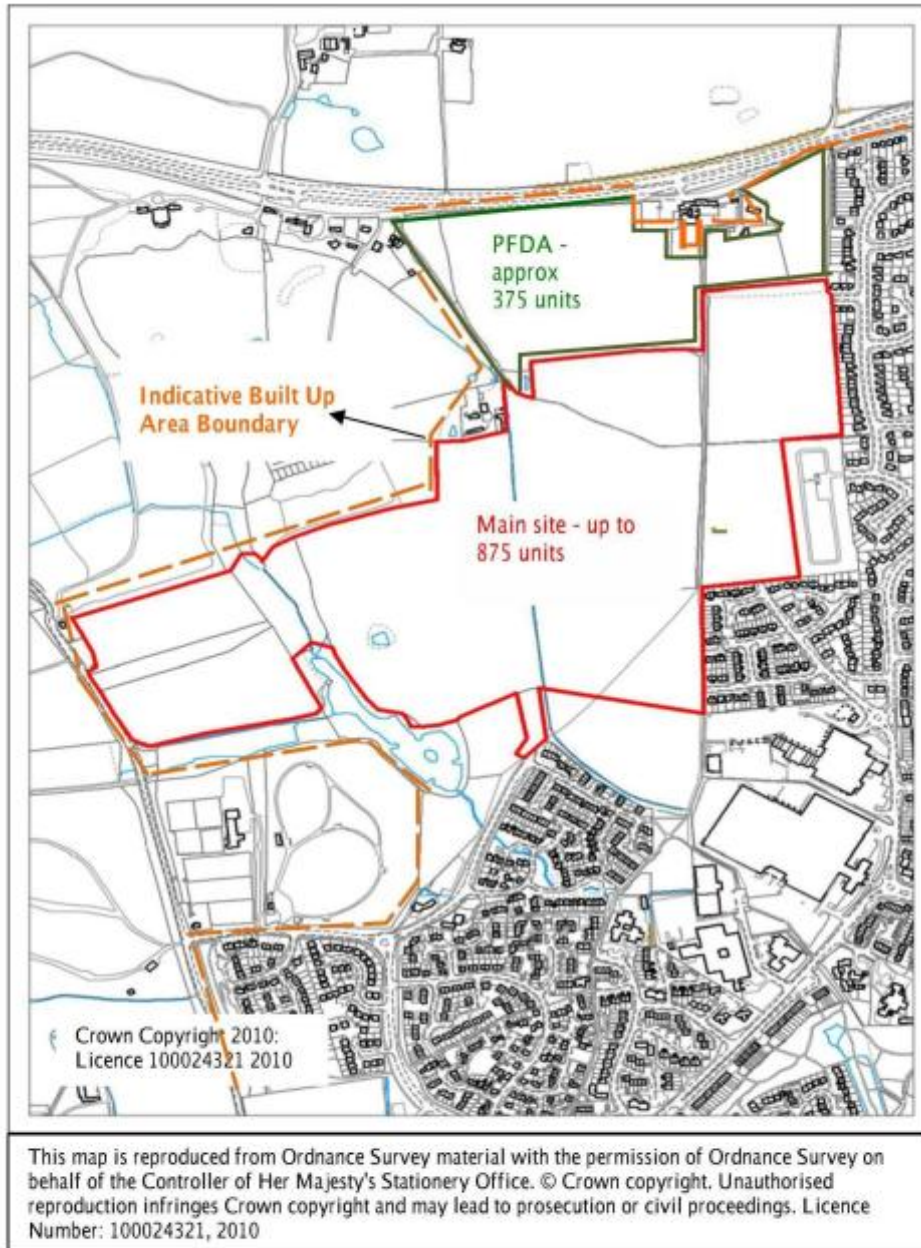 PFDA -
approx
375 units
Indicative Built Up
Area Boundary
Main site - up to
875 units
Crown Copyright 2010:
Licence 100024321 2010
This map is reproduced from Ordnance Survey material with the permission of Ordnance Survey on
behalf of the Controller of Her Majesty's Stationery Office. © Crown copyright. Unauthorised
reproduction infringes Crown copyright and may lead to prosecution or civil proceedings. Licence
Number: 100024321, 2010